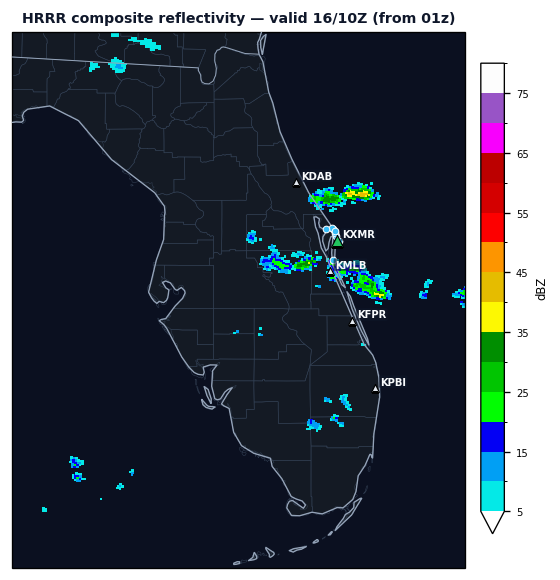 HRRR composite reflectivity — valid 16/10Z (from 01z)
KDAB
KXMR
KMLB
KFPR
KPBI
75
65
55
45
35
25
15
5
dBZ